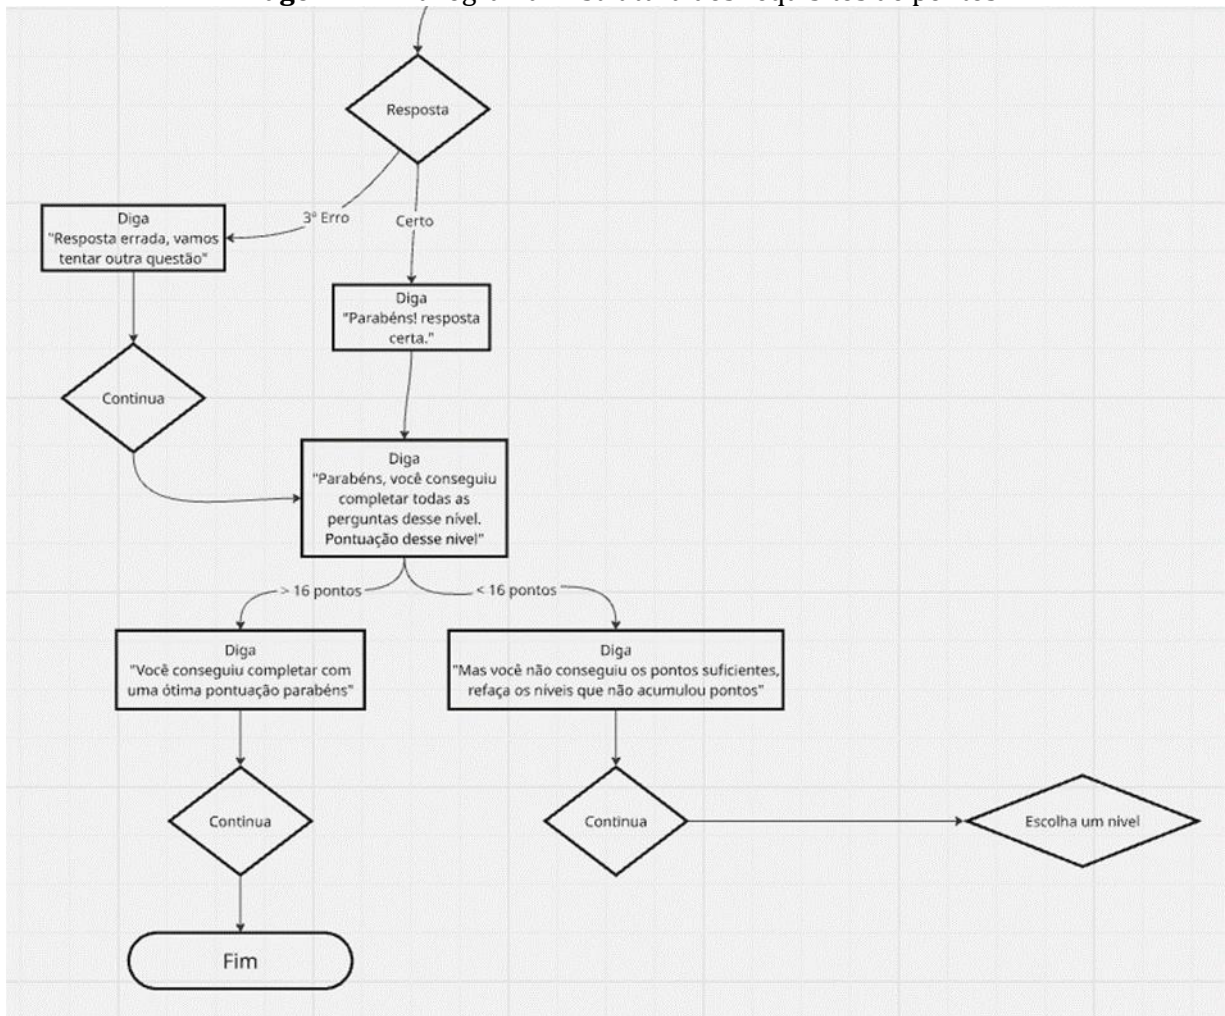 Resposta
3º Erro
Certo
Diga
"Resposta errada, vamos
tentar outra questão"
Diga
"Parabéns! resposta
certa."
Continua
Diga
"Parabéns, você conseguiu
completar todas as
perguntas desse nível.
Pontuação desse nivel"
> 16 pontos
< 16 pontos
Diga
"Você conseguiu completar com
uma ótima pontuação parabéns"
Diga
"Mas você não conseguiu os pontos suficientes,
refaça os níveis que não acumulou pontos"
Continua
Continua
Escolha um nível
Fim